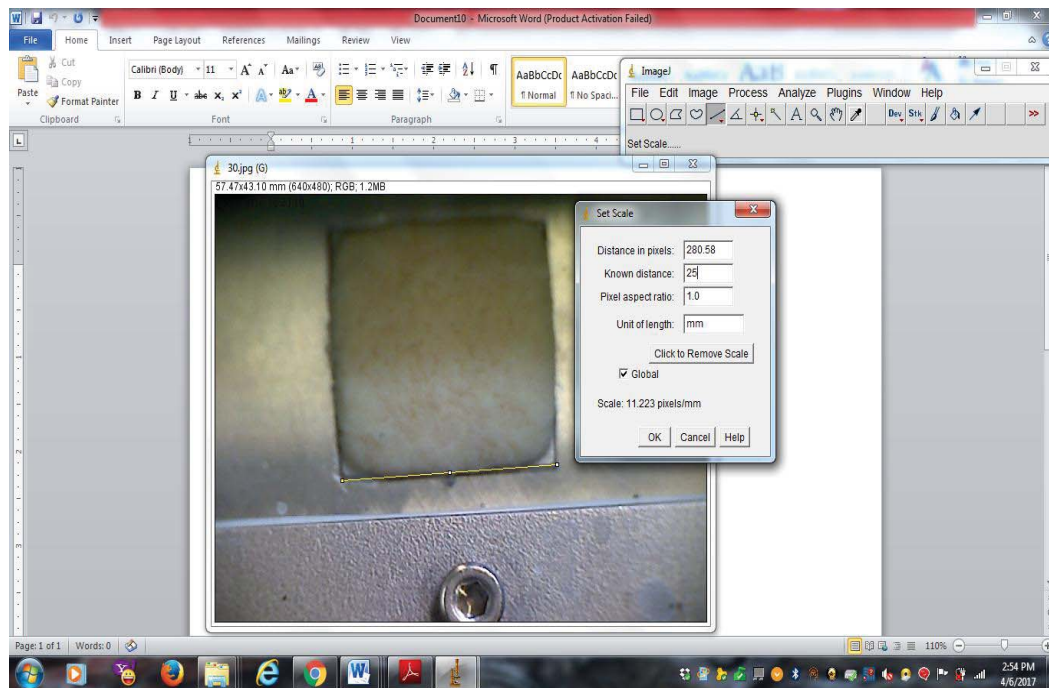 Document10 - Microsoft Word (Product Activation Failed)
File Home Insert Page Layout References Mailings Review View
Cut
Copy
Format Painter
Paste
Clipboard
Calibri (Body) 11
Font
Paragraph
AaBbCcDc AaBbCcDc
¶ Normal ¶ No Spaci...
ImageJ
File Edit Image Process Analyze Plugins Window Help
Dev Stk
Set Scale......
30.jpg (G)
57.47x43.10 mm (640x480); RGB; 1.2MB
Set Scale
Distance in pixels: 280.58
Known distance: 25
Pixel aspect ratio: 1.0
Unit of length: mm
Click to Remove Scale
Global
Scale: 11.223 pixels/mm
OK Cancel Help
Page: 1 of 1 Words: 0 110%
2:54 PM
4/6/2017